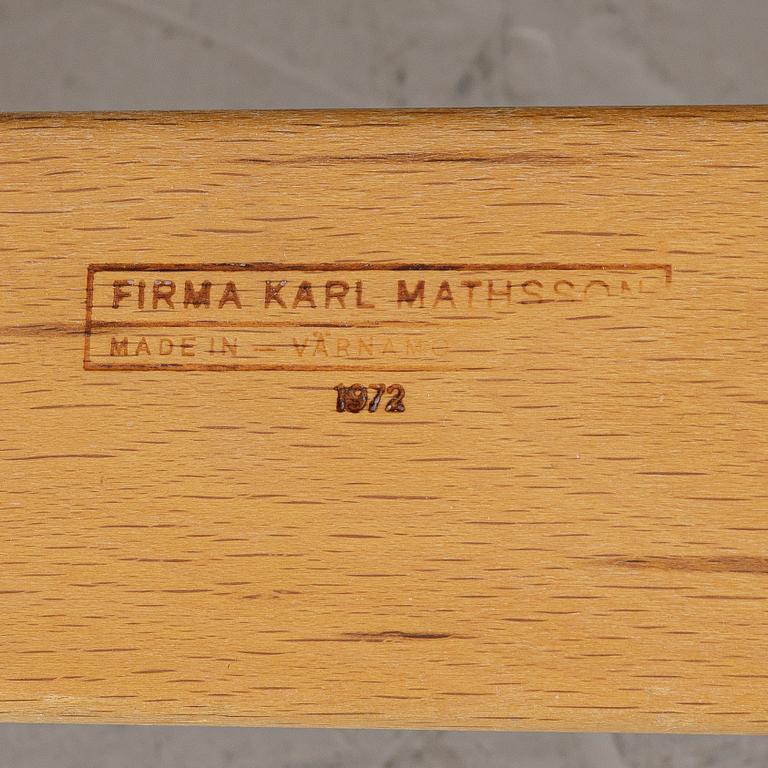 FIRMA KARL MATHSSON
MADE IN — VÄRNAMO
1972